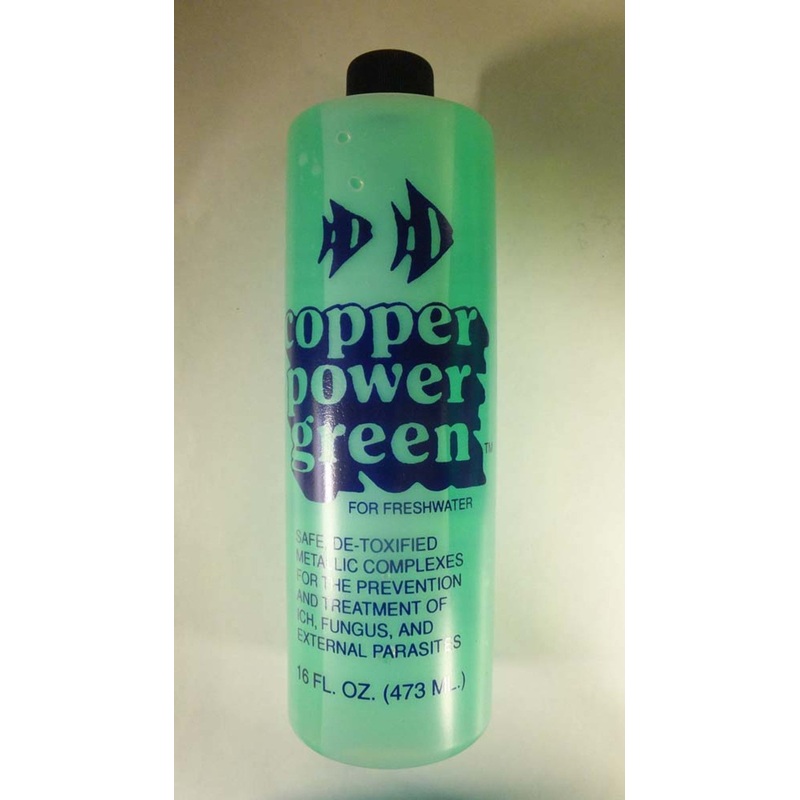 copper
power
green
TM
FOR FRESHWATER
SAFE, DE-TOXIFIED
METALLIC COMPLEXES
FOR THE PREVENTION
AND TREATMENT OF
ICH, FUNGUS, AND
EXTERNAL PARASITES
16 FL. OZ. (473 ML.)